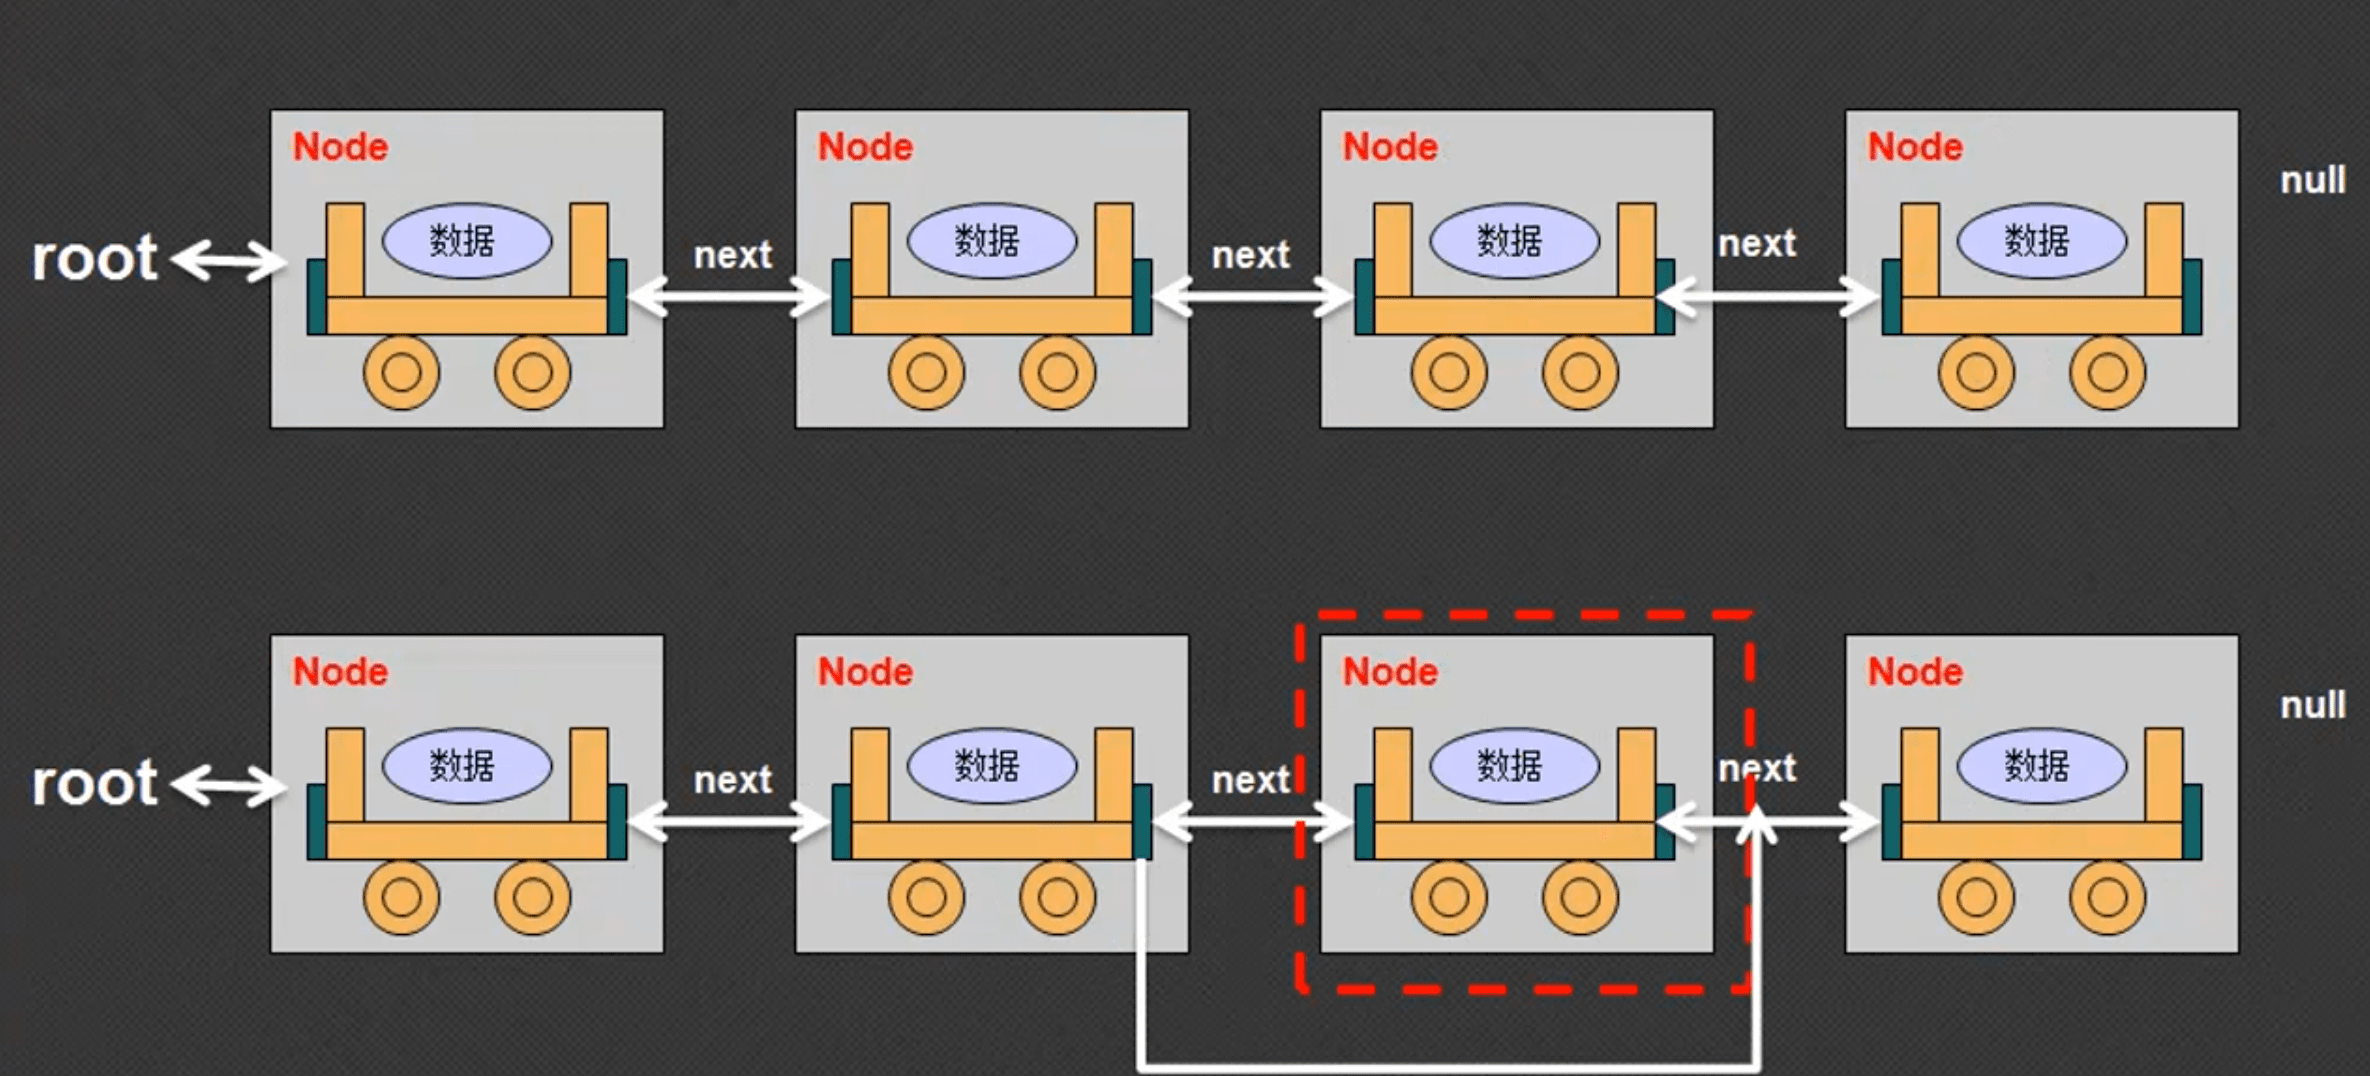 Node
Node
Node
Node
null
root
数据
next
数据
next
数据
next
数据
Node
Node
Node
Node
null
root
数据
next
数据
next
数据
next
数据